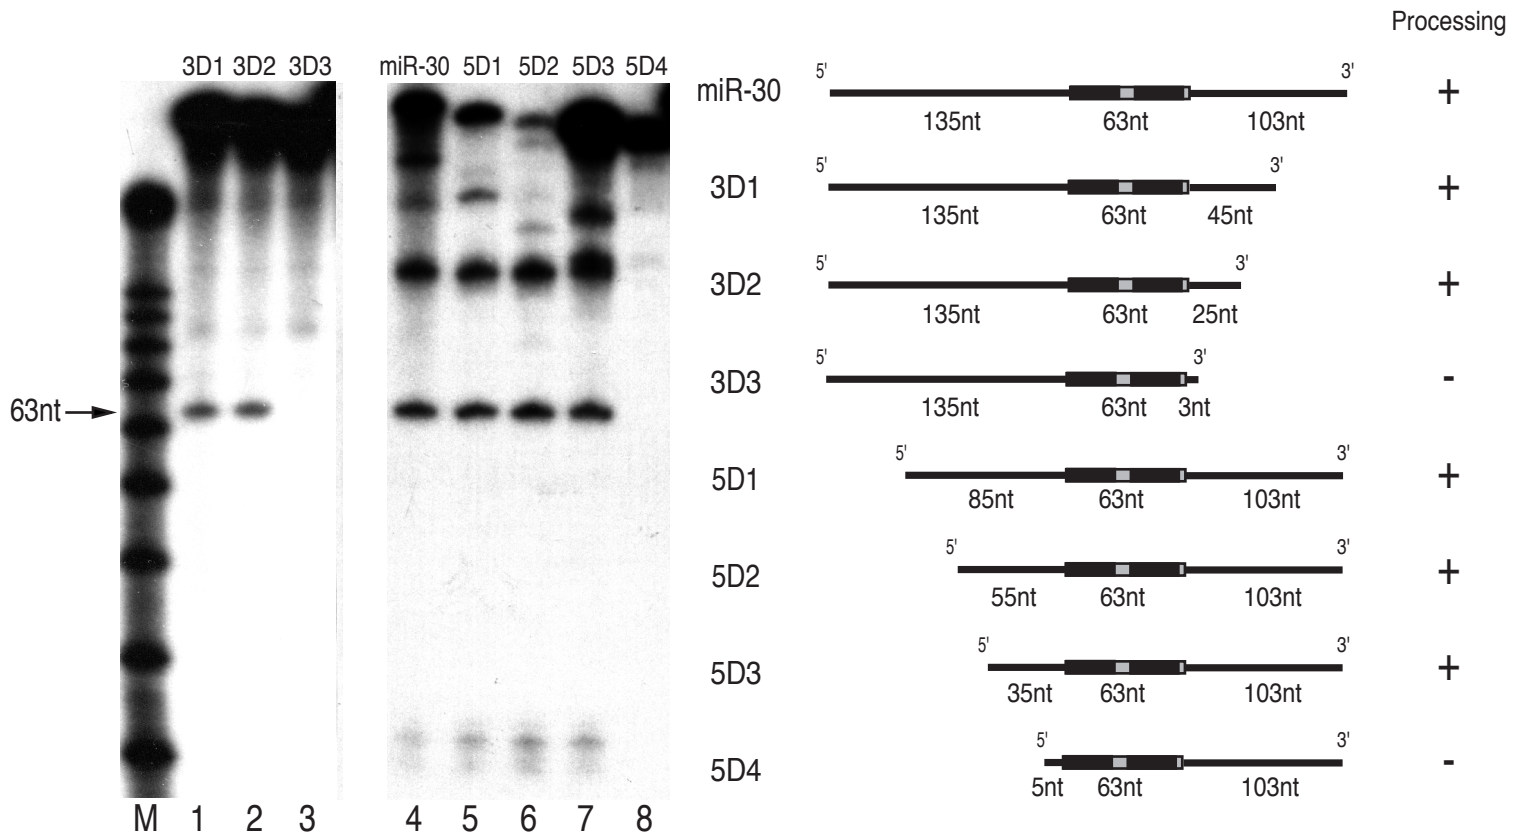 Processing
3D1 3D2 3D3
miR-30 5D1 5D2 5D3 5D4
63nt
M 1 2 3 4 5 6 7 8
miR-30 5' 3' +
135nt 63nt 103nt
3D1 5' 3' +
135nt 63nt 45nt
3D2 5' 3' +
135nt 63nt 25nt
3D3 5' 3' -
135nt 63nt 3nt
5D1 5' 3' +
85nt 63nt 103nt
5D2 5' 3' +
55nt 63nt 103nt
5D3 5' 3' +
35nt 63nt 103nt
5D4 5' 3' -
5nt 63nt 103nt